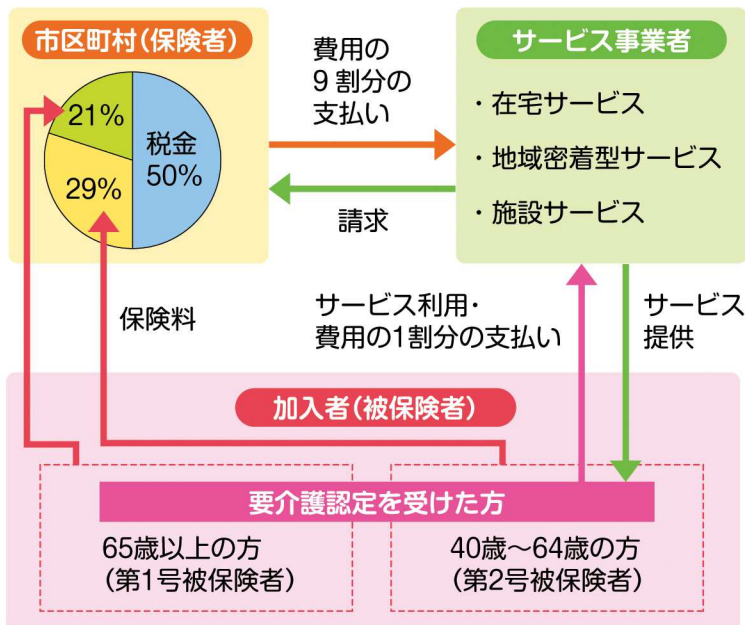 市区町村(保険者)
21%
29%
税金
50%
費用の
9割分の
支払い
請求
サービス事業者
・在宅サービス
・地域密着型サービス
・施設サービス
保険料
サービス利用・
費用の1割分の支払い
サービス
提供
加入者(被保険者)
要介護認定を受けた方
65歳以上の方
(第1号被保険者)
40歳~64歳の方
(第2号被保険者)